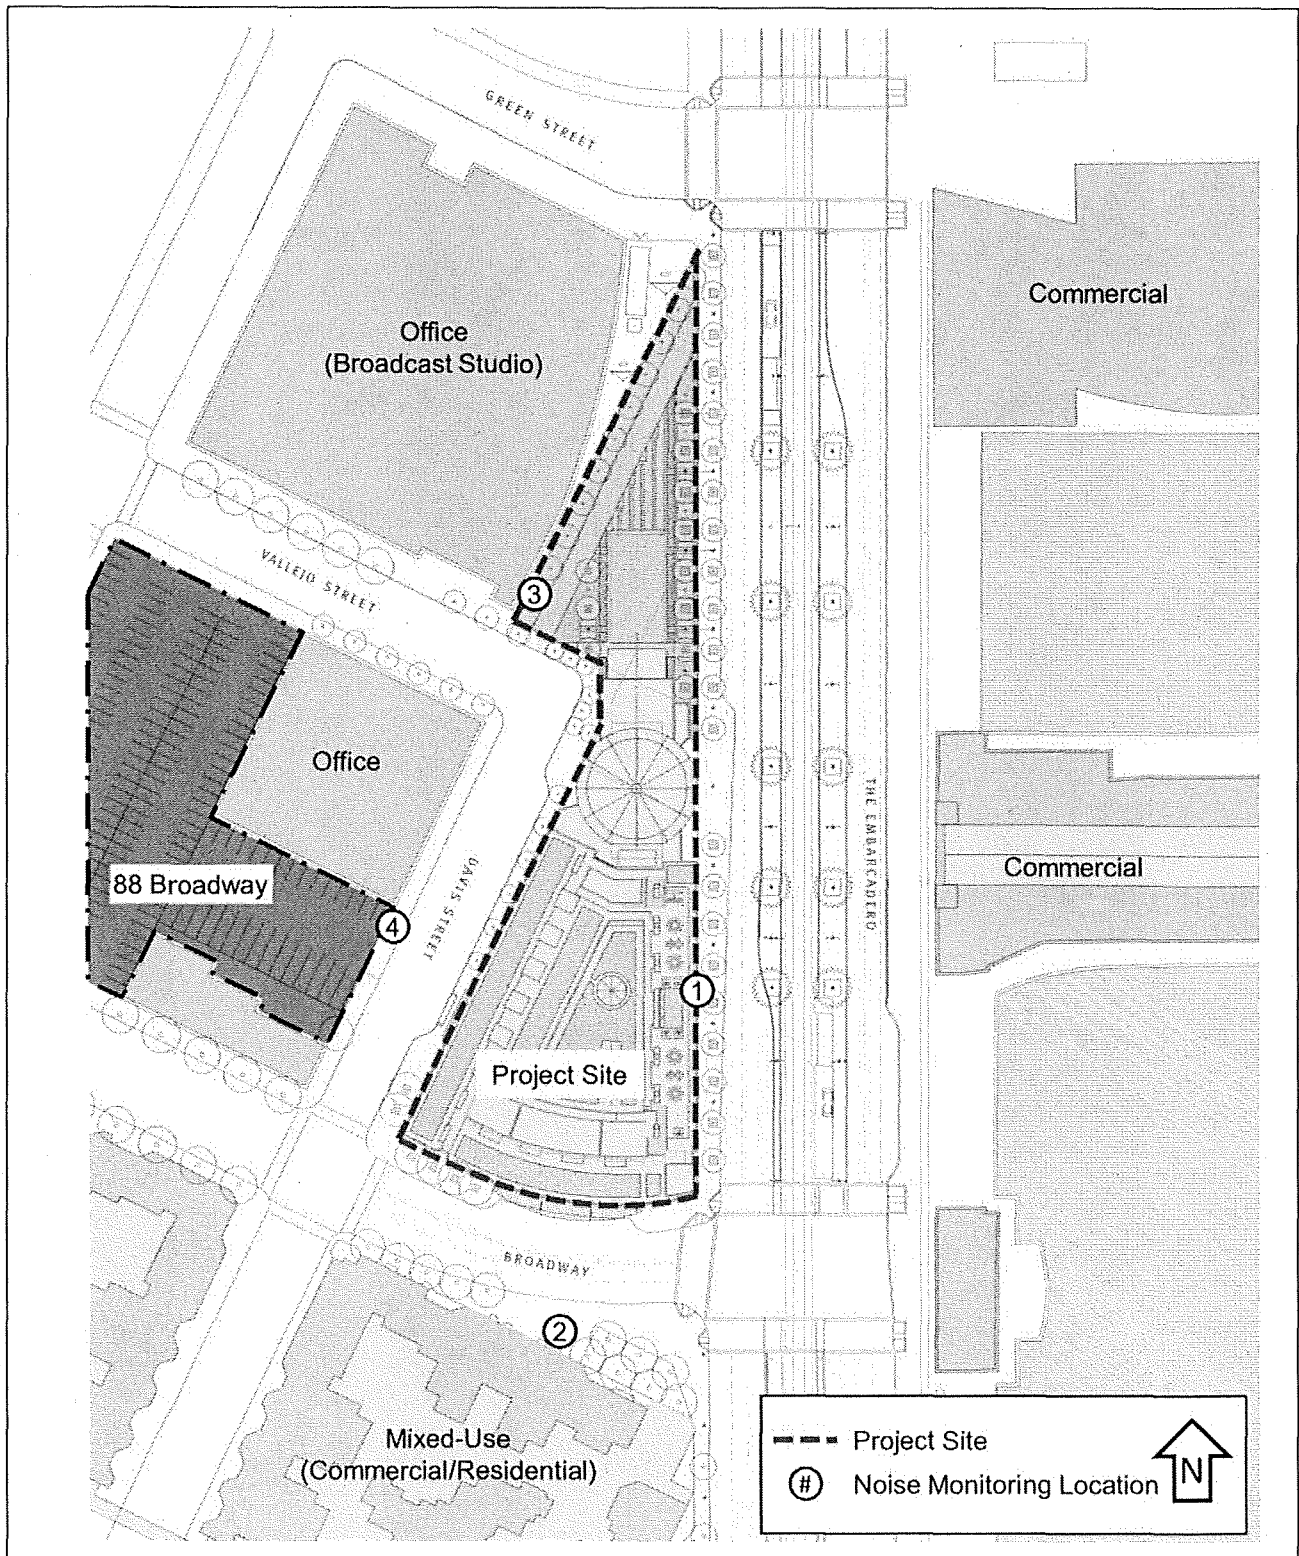 GREEN STREET
Commercial
Office
(Broadcast Studio)
3
VALLEJO STREET
Office
THE EMBARCADERO
Commercial
88 Broadway
DAVIS STREET
4
1
Project Site
BROADWAY
2
Mixed-Use
(Commercial/Residential)
Project Site
# Noise Monitoring Location
N